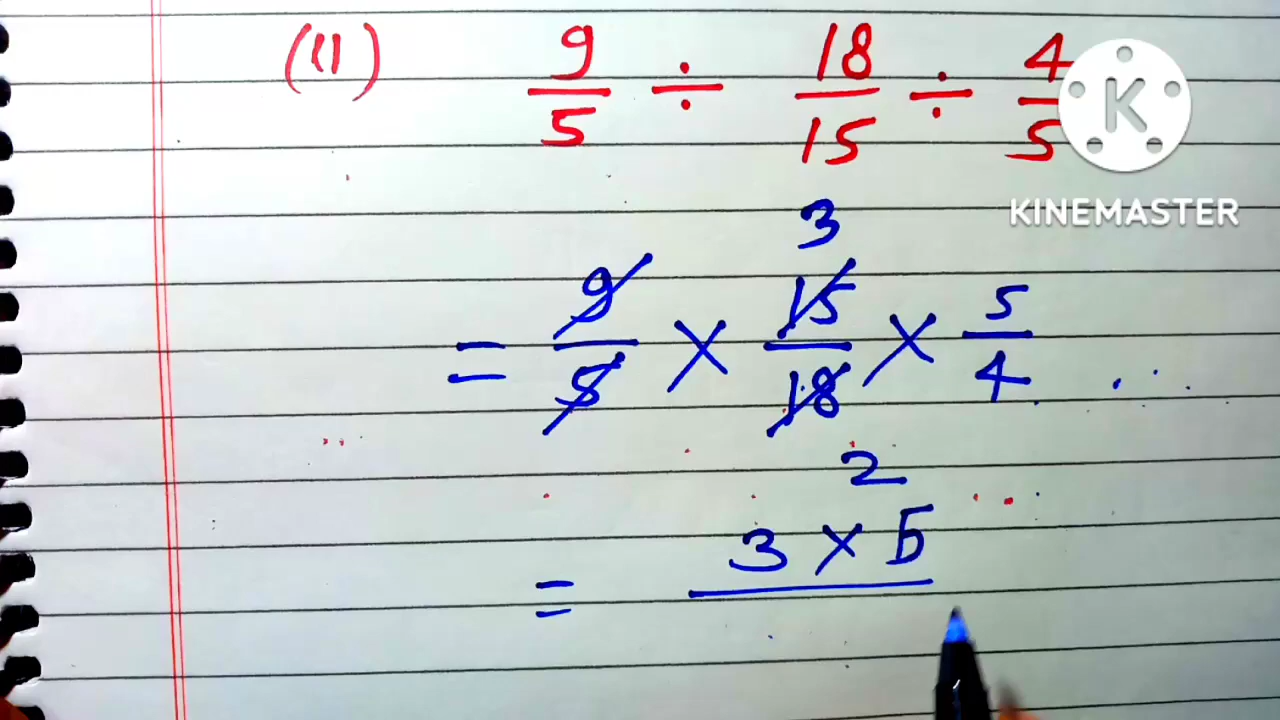 (11) 9/5 ÷ 18/15 ÷ 4/5
K
KINEMASTER
3
= 9/5 × 15/18 × 5/4
2
= 3 × 5